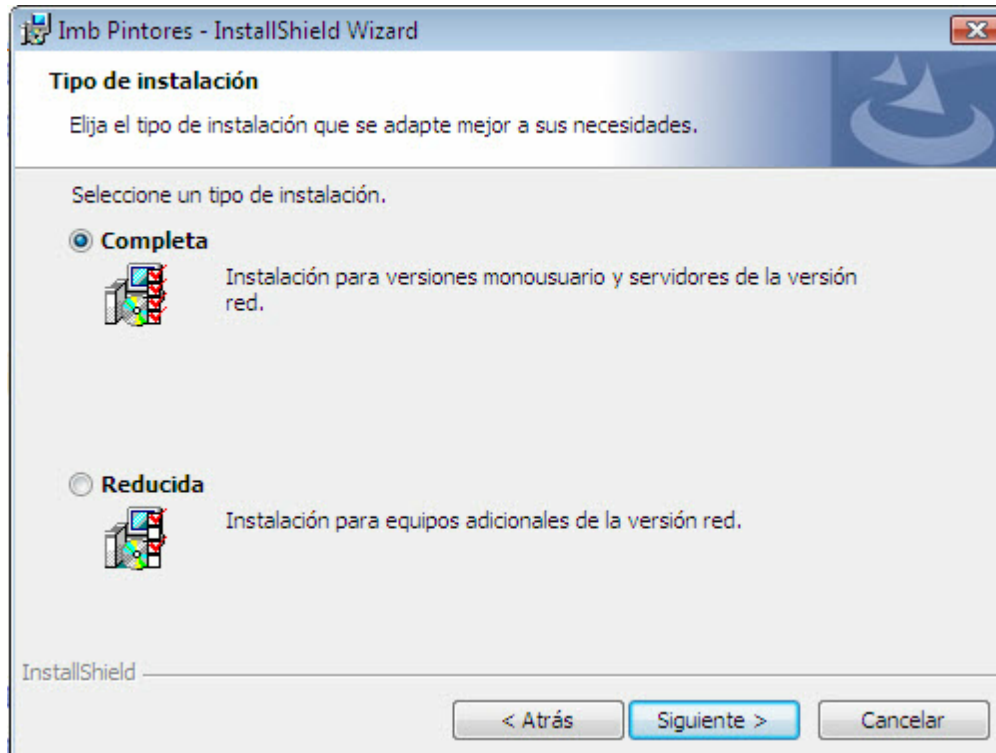 Imb Pintores - InstallShield Wizard
Tipo de instalación
Elija el tipo de instalación que se adapte mejor a sus necesidades.
Seleccione un tipo de instalación.
Completa
Instalación para versiones monousuario y servidores de la versión
red.
Reducida
Instalación para equipos adicionales de la versión red.
InstallShield
< Atrás
Siguiente >
Cancelar